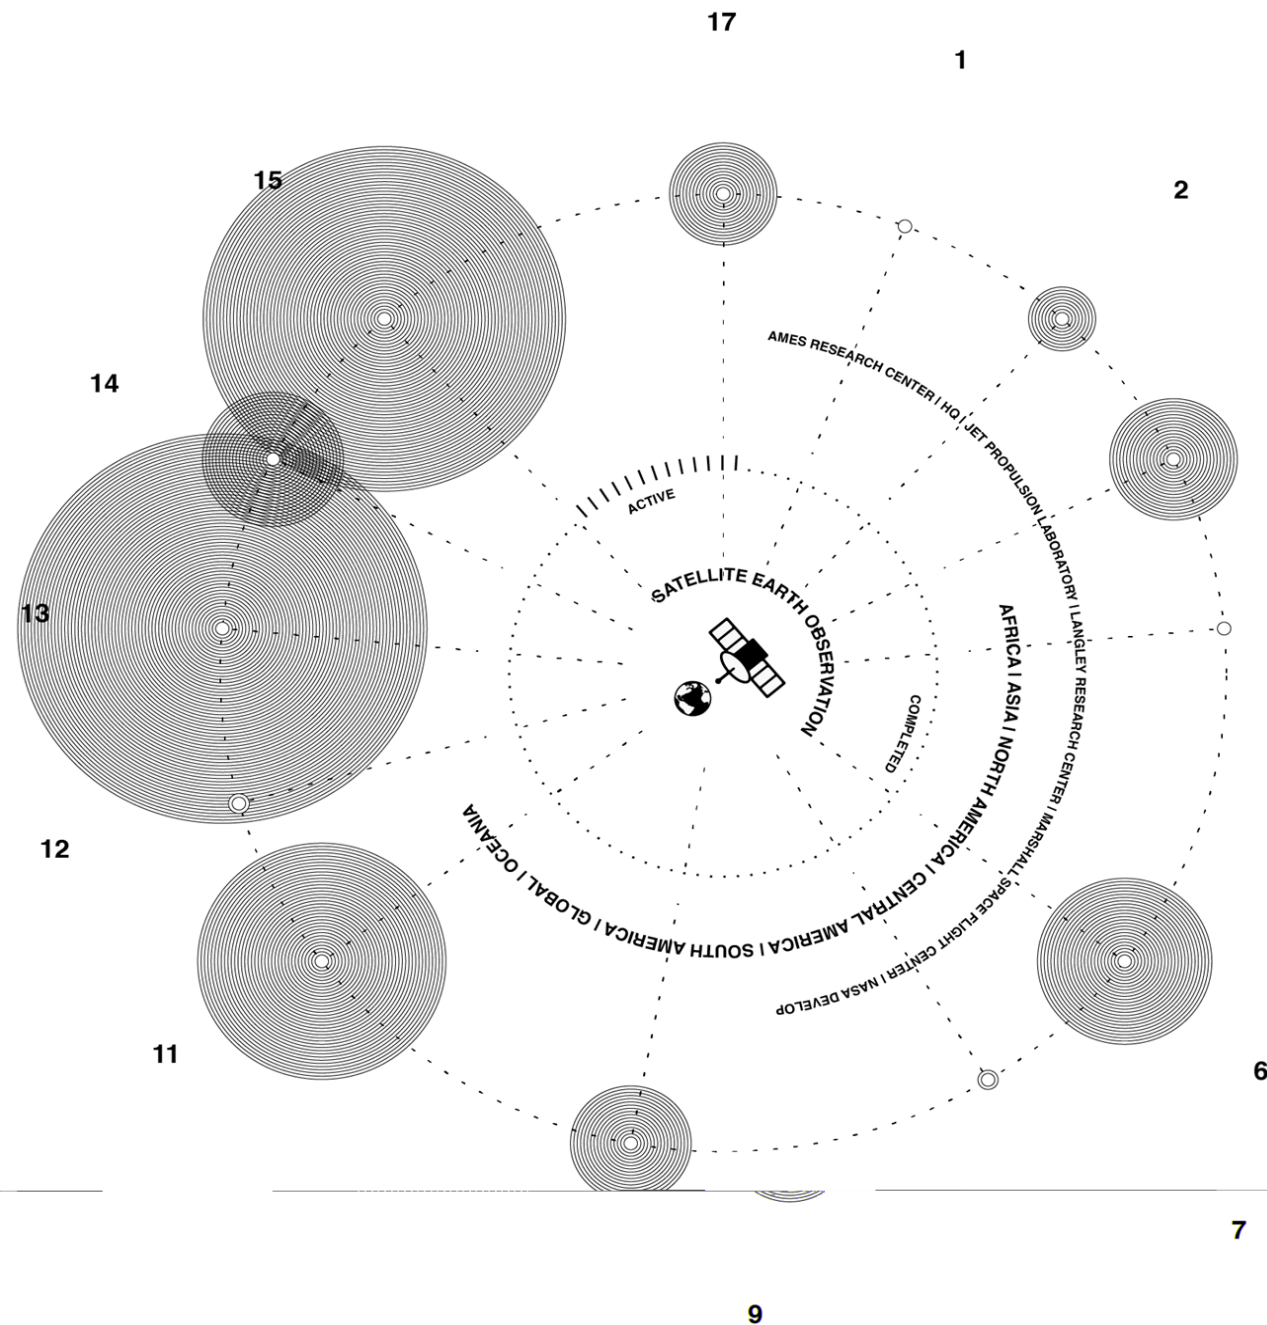 17
1
2
15
AMES RESEARCH CENTER | HQ | JET PROPULSION LABORATORY | LANGLEY RESEARCH CENTER | MARSHALL SPACE FLIGHT CENTER | NASA DEVELOP
14
ACTIVE
SATELLITE EARTH OBSERVATION
AFRICA | ASIA | NORTH AMERICA | CENTRAL AMERICA | SOUTH AMERICA | GLOBAL | OCEANIA
13
COMPLETED
12
11
6
7
9